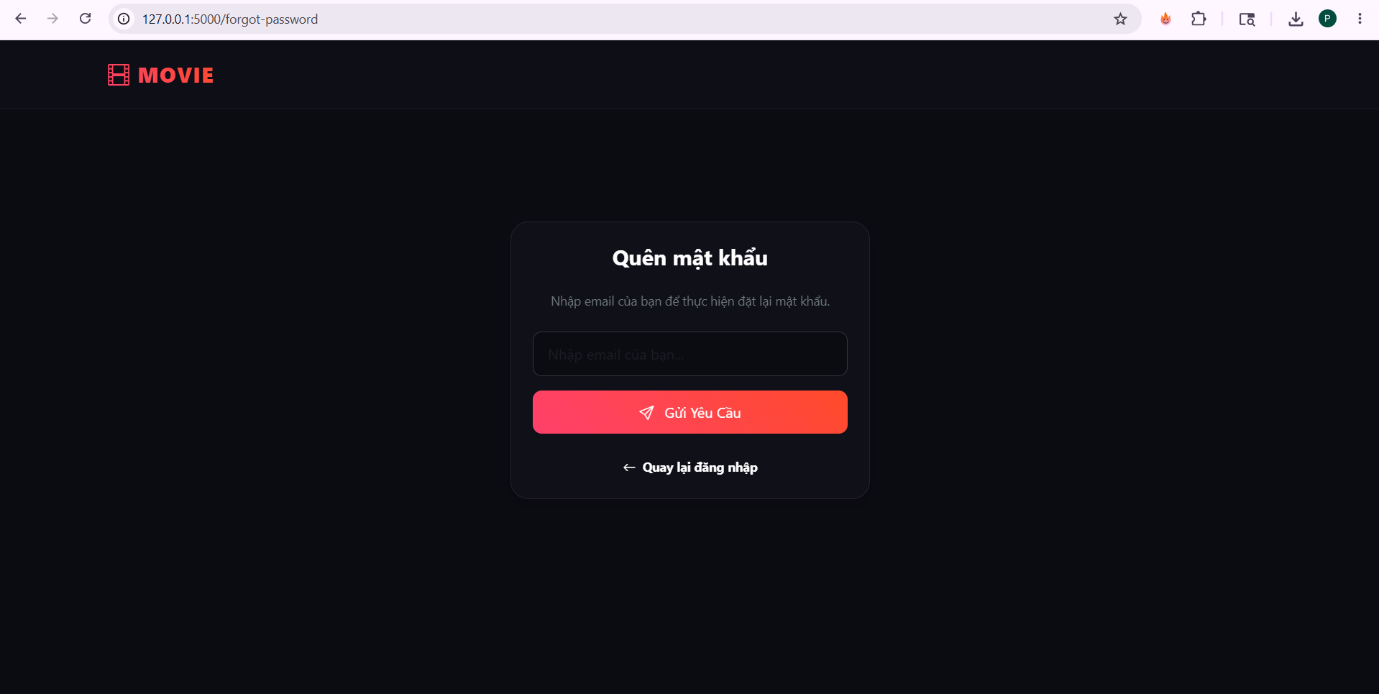 127.0.0.1:5000/forgot-password
P
MOVIE
Quên mật khẩu
Nhập email của bạn để thực hiện đặt lại mật khẩu.
Nhập email của bạn...
Gửi Yêu Cầu
← Quay lại đăng nhập